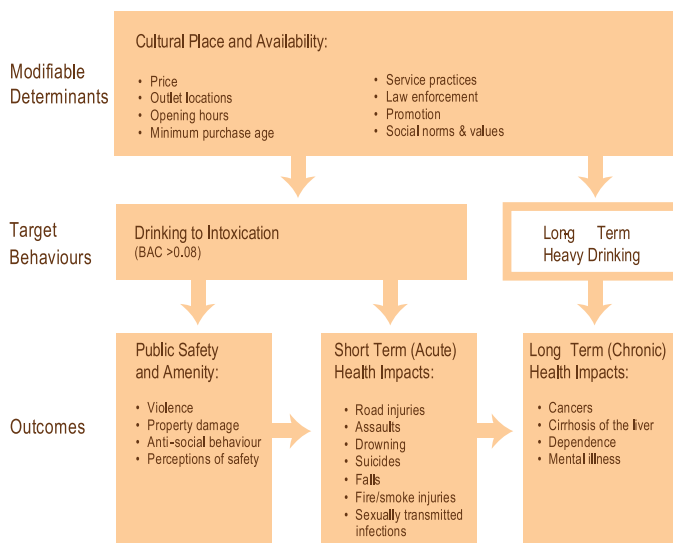 Modifiable
Determinants
Cultural Place and Availability:
• Price
• Outlet locations
• Opening hours
• Minimum purchase age
• Service practices
• Law enforcement
• Promotion
• Social norms & values
Target
Behaviours
Drinking to Intoxication
(BAC >0.08)
Long - Term
Heavy Drinking
Outcomes
Public Safety
and Amenity:
• Violence
• Property damage
• Anti-social behaviour
• Perceptions of safety
Short Term (Acute)
Health Impacts:
• Road injuries
• Assaults
• Drowning
• Suicides
• Falls
• Fire/smoke injuries
• Sexually transmitted
infections
Long Term (Chronic)
Health Impacts:
• Cancers
• Cirrhosis of the liver
• Dependence
• Mental illness